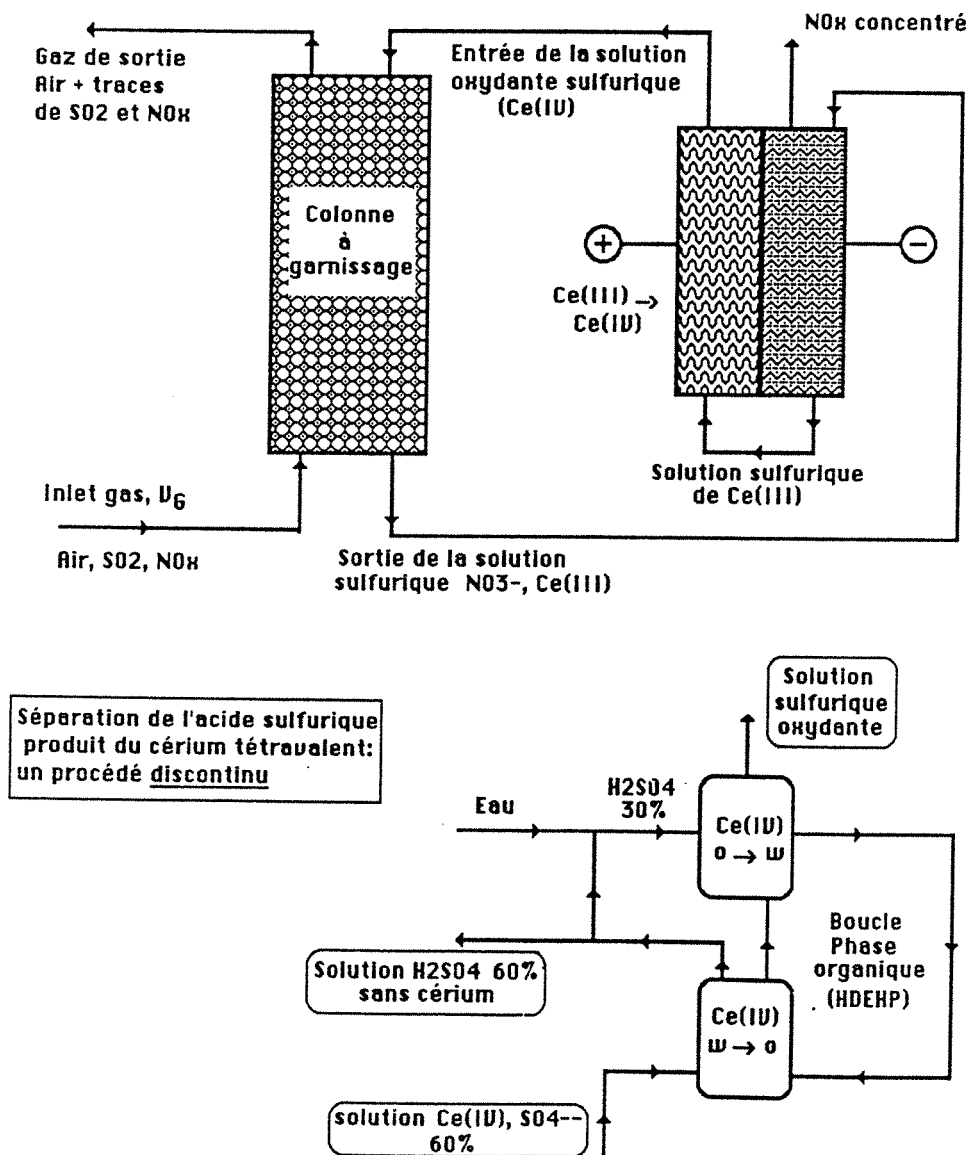 NOx concentré
Gaz de sortie
Air + traces
de SO2 et NOx
Entrée de la solution
oxydante sulfurique
(Ce(IV)
Colonne
à
garnissage
+
−
Ce(III) →
Ce(IV)
Solution sulfurique
de Ce(III)
Inlet gas, VG
Air, SO2, NOx
Sortie de la solution
sulfurique NO3-, Ce(III)
Séparation de l'acide sulfurique
produit du cérium tétravalent:
un procédé discontinu
Solution
sulfurique
oxydante
Eau
H2SO4
30%
Ce(IV)
o → w
Boucle
Phase
organique
(HDEHP)
Solution H2SO4 60%
sans cérium
Ce(IV)
w → o
solution Ce(IV), SO4--
60%